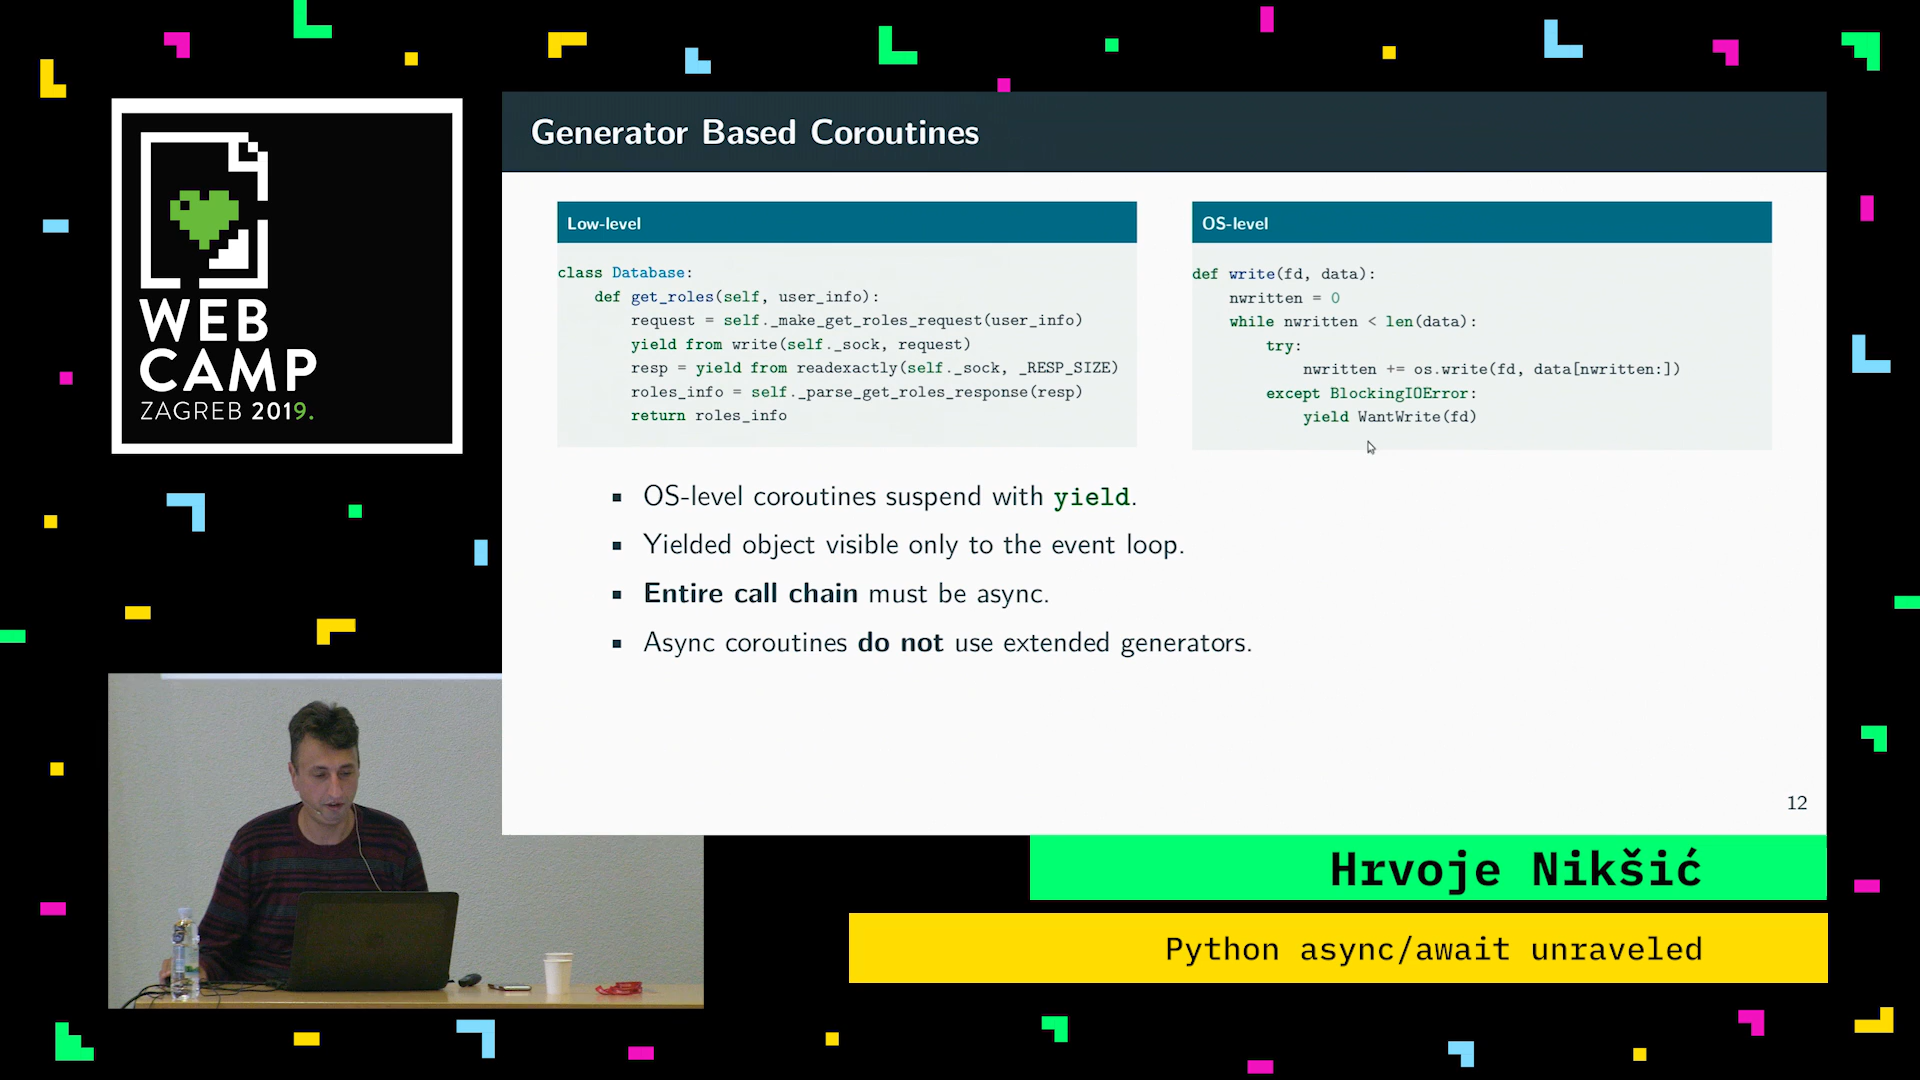 WEB
CAMP
ZAGREB 2019.
Generator Based Coroutines
Low-level
class Database:
    def get_roles(self, user_info):
        request = self._make_get_roles_request(user_info)
        yield from write(self._sock, request)
        resp = yield from readexactly(self._sock, _RESP_SIZE)
        roles_info = self._parse_get_roles_response(resp)
        return roles_info
OS-level
def write(fd, data):
    nwritten = 0
    while nwritten < len(data):
        try:
            nwritten += os.write(fd, data[nwritten:])
        except BlockingIOError:
            yield WantWrite(fd)
▪ OS-level coroutines suspend with yield.
▪ Yielded object visible only to the event loop.
▪ Entire call chain must be async.
▪ Async coroutines do not use extended generators.
12
Hrvoje Nikšić
Python async/await unraveled